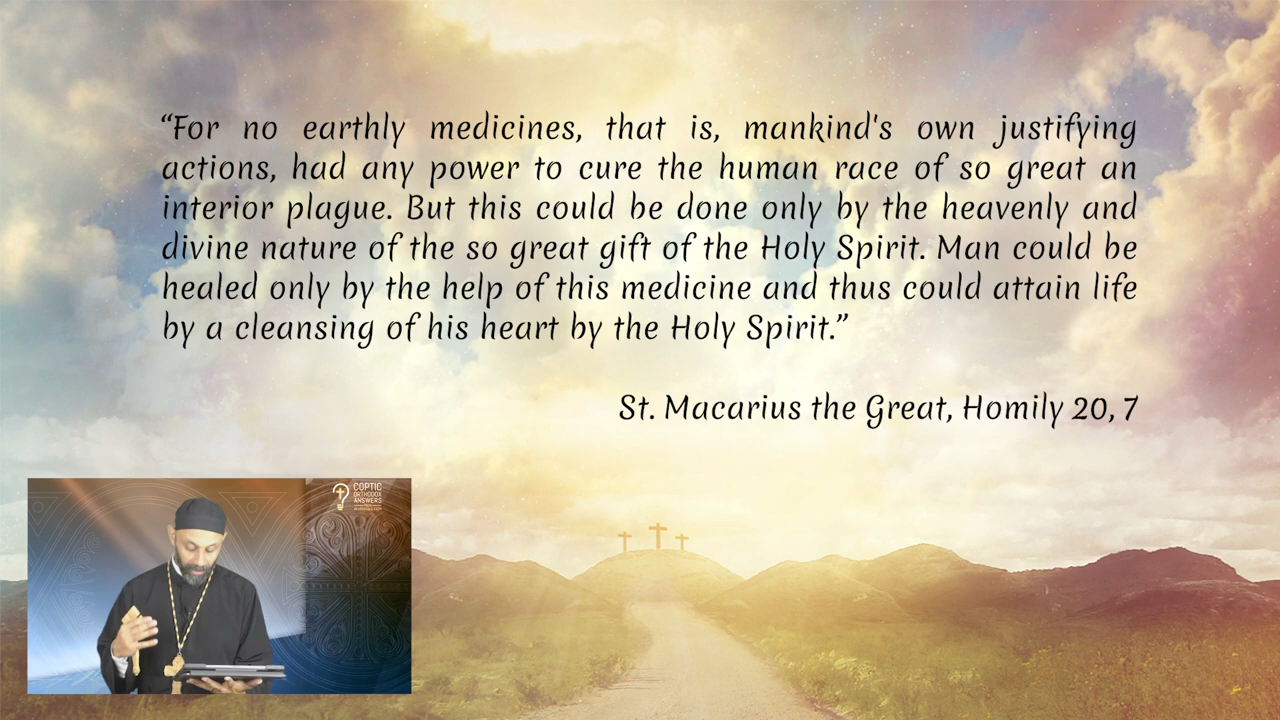 “For no earthly medicines, that is, mankind's own justifying
actions, had any power to cure the human race of so great an
interior plague. But this could be done only by the heavenly and
divine nature of the so great gift of the Holy Spirit. Man could be
healed only by the help of this medicine and thus could attain life
by a cleansing of his heart by the Holy Spirit.”
St. Macarius the Great, Homily 20, 7
COPTIC
ORTHODOX
ANSWERS